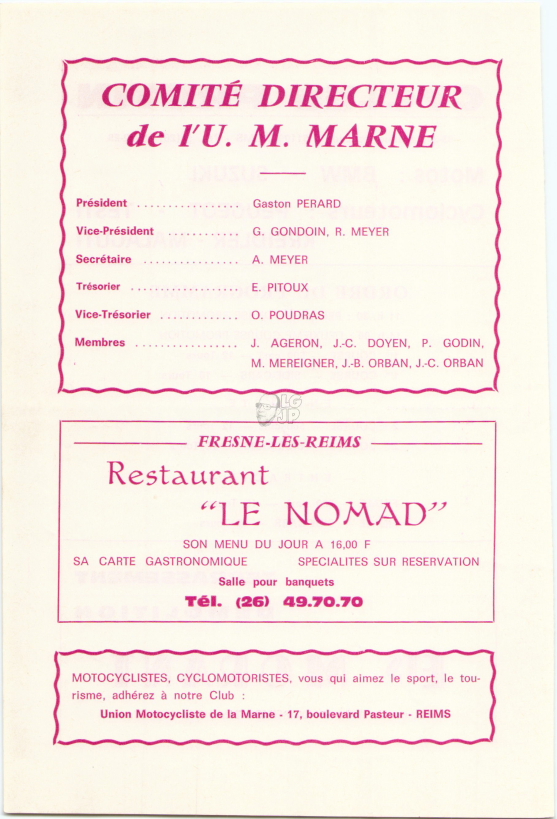 COMITÉ DIRECTEUR
de l'U. M. MARNE
Président . . . . . . . . . . . . . . . Gaston PERARD
Vice-Président . . . . . . . . . . . . G. GONDOIN, R. MEYER
Secrétaire . . . . . . . . . . . . . . A. MEYER
Trésorier . . . . . . . . . . . . . . . . E. PITOUX
Vice-Trésorier . . . . . . . . . . . . O. POUDRAS
Membres . . . . . . . . . . . . . . . J. AGERON, J.-C. DOYEN, P. GODIN,
M. MEREIGNER, J.-B. ORBAN, J.-C. ORBAN
LG
JP
FRESNE-LES-REIMS
Restaurant
“LE NOMAD”
SON MENU DU JOUR A 16,00 F
SA CARTE GASTRONOMIQUE SPECIALITES SUR RESERVATION
Salle pour banquets
Tél. (26) 49.70.70
MOTOCYCLISTES, CYCLOMOTORISTES, vous qui aimez le sport, le tou-
risme, adhérez à notre Club :
Union Motocycliste de la Marne - 17, boulevard Pasteur - REIMS